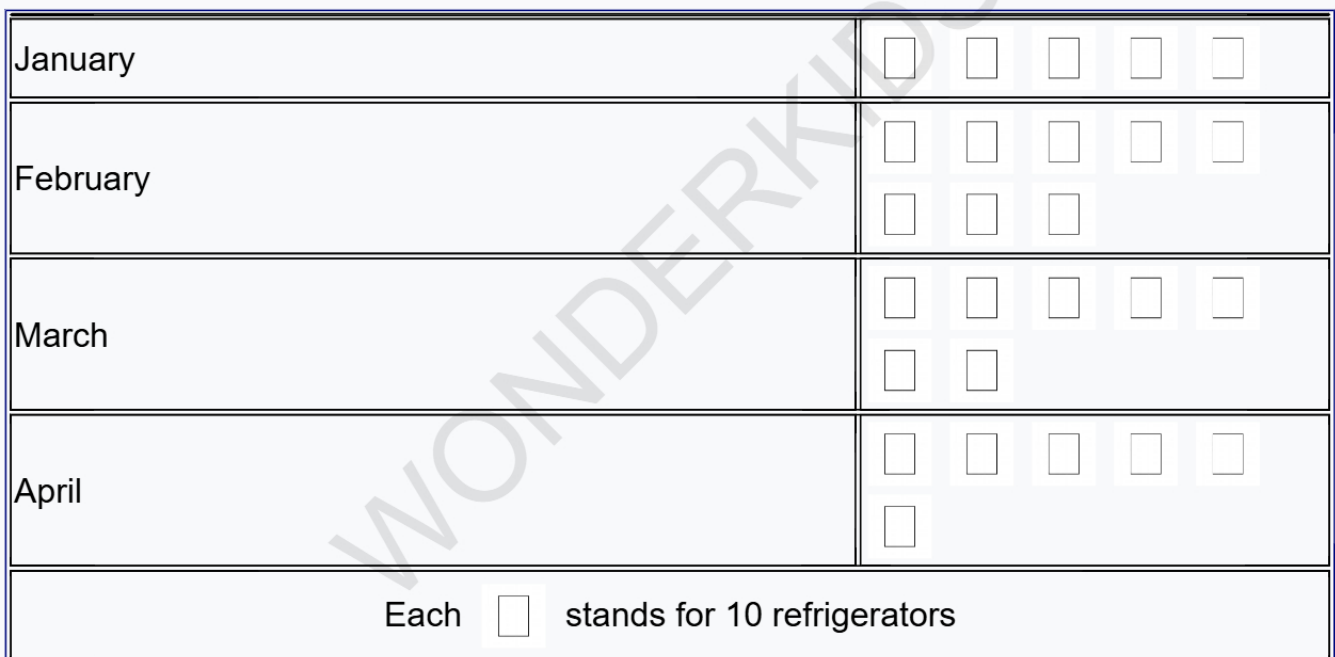 January
February
March
April
Each stands for 10 refrigerators
WONDERKIDS